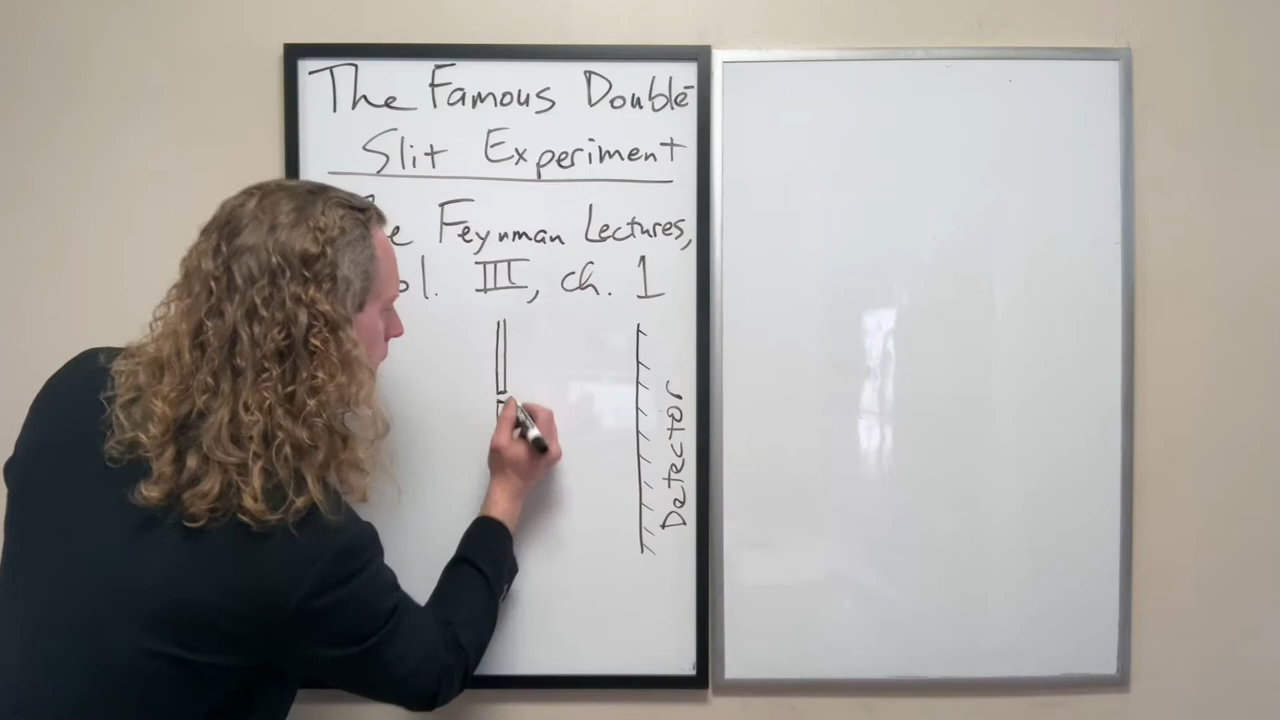 The Famous Double-
Slit Experiment
Feynman Lectures,
III, ch. 1
Detector